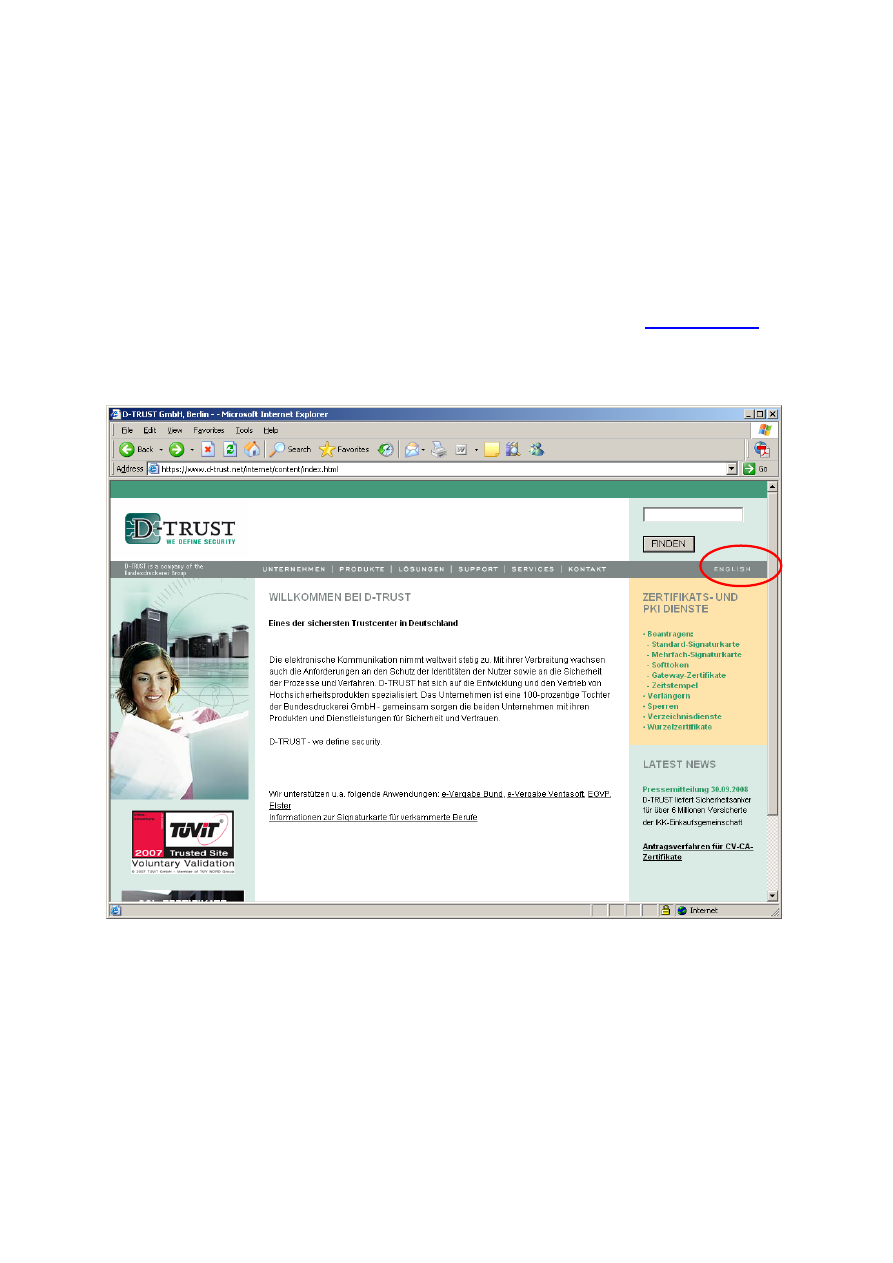 D-TRUST GmbH, Berlin - - Microsoft Internet Explorer
File Edit View Favorites Tools Help
Back Search Favorites
Address https://www.d-trust.net/internet/content/index.html Go
D-TRUST
WE DEFINE SECURITY
FINDEN
D-TRUST is a company of the
Bundesdruckerei Group
UNTERNEHMEN | PRODUKTE | LÖSUNGEN | SUPPORT | SERVICES | KONTAKT
ENGLISH
WILLKOMMEN BEI D-TRUST
Eines der sichersten Trustcenter in Deutschland
Die elektronische Kommunikation nimmt weltweit stetig zu. Mit ihrer Verbreitung wachsen
auch die Anforderungen an den Schutz der Identitäten der Nutzer sowie an die Sicherheit
der Prozesse und Verfahren. D-TRUST hat sich auf die Entwicklung und den Vertrieb von
Hochsicherheitsprodukten spezialisiert. Das Unternehmen ist eine 100-prozentige Tochter
der Bundesdruckerei GmbH - gemeinsam sorgen die beiden Unternehmen mit ihren
Produkten und Dienstleistungen für Sicherheit und Vertrauen.
D-TRUST - we define security.
Wir unterstützen u.a. folgende Anwendungen: e-Vergabe Bund, e-Vergabe Ventasoft, EGVP,
Elster
Informationen zur Signaturkarte für verkammerte Berufe
ZERTIFIKATS- UND
PKI DIENSTE
• Beantragen:
- Standard-Signaturkarte
- Mehrfach-Signaturkarte
- Softtoken
- Gateway-Zertifikate
- Zeitstempel
• Verlängern
• Sperren
• Verzeichnisdienste
• Wurzelzertifikate
LATEST NEWS
Pressemitteilung 30.09.2008
D-TRUST liefert Sicherheitsanker
für über 6 Millionen Versicherte
der IKK-Einkaufsgemeinschaft
Antragsverfahren für CV-CA-
Zertifikate
TÜViT
2007 Trusted Site
Voluntary Validation
© 2007 TÜViT GmbH - Member of TÜV NORD Group
Internet